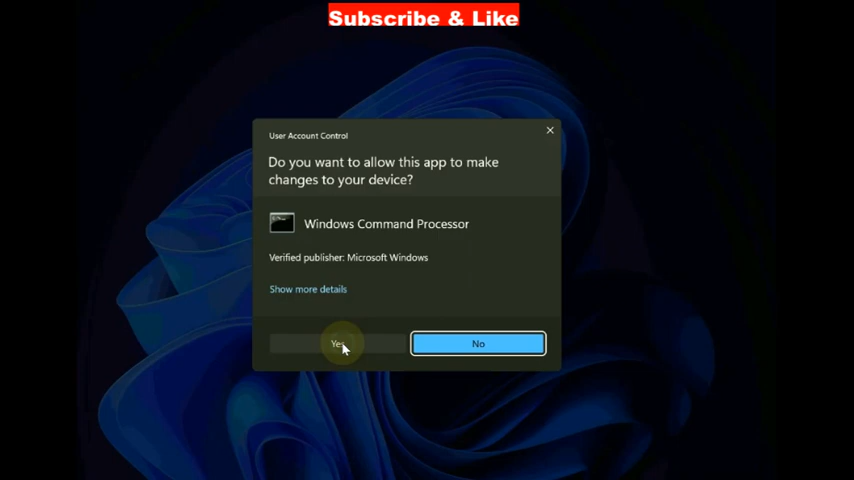 Subscribe & Like
User Account Control
Do you want to allow this app to make
changes to your device?
Windows Command Processor
Verified publisher: Microsoft Windows
Show more details
Yes
No